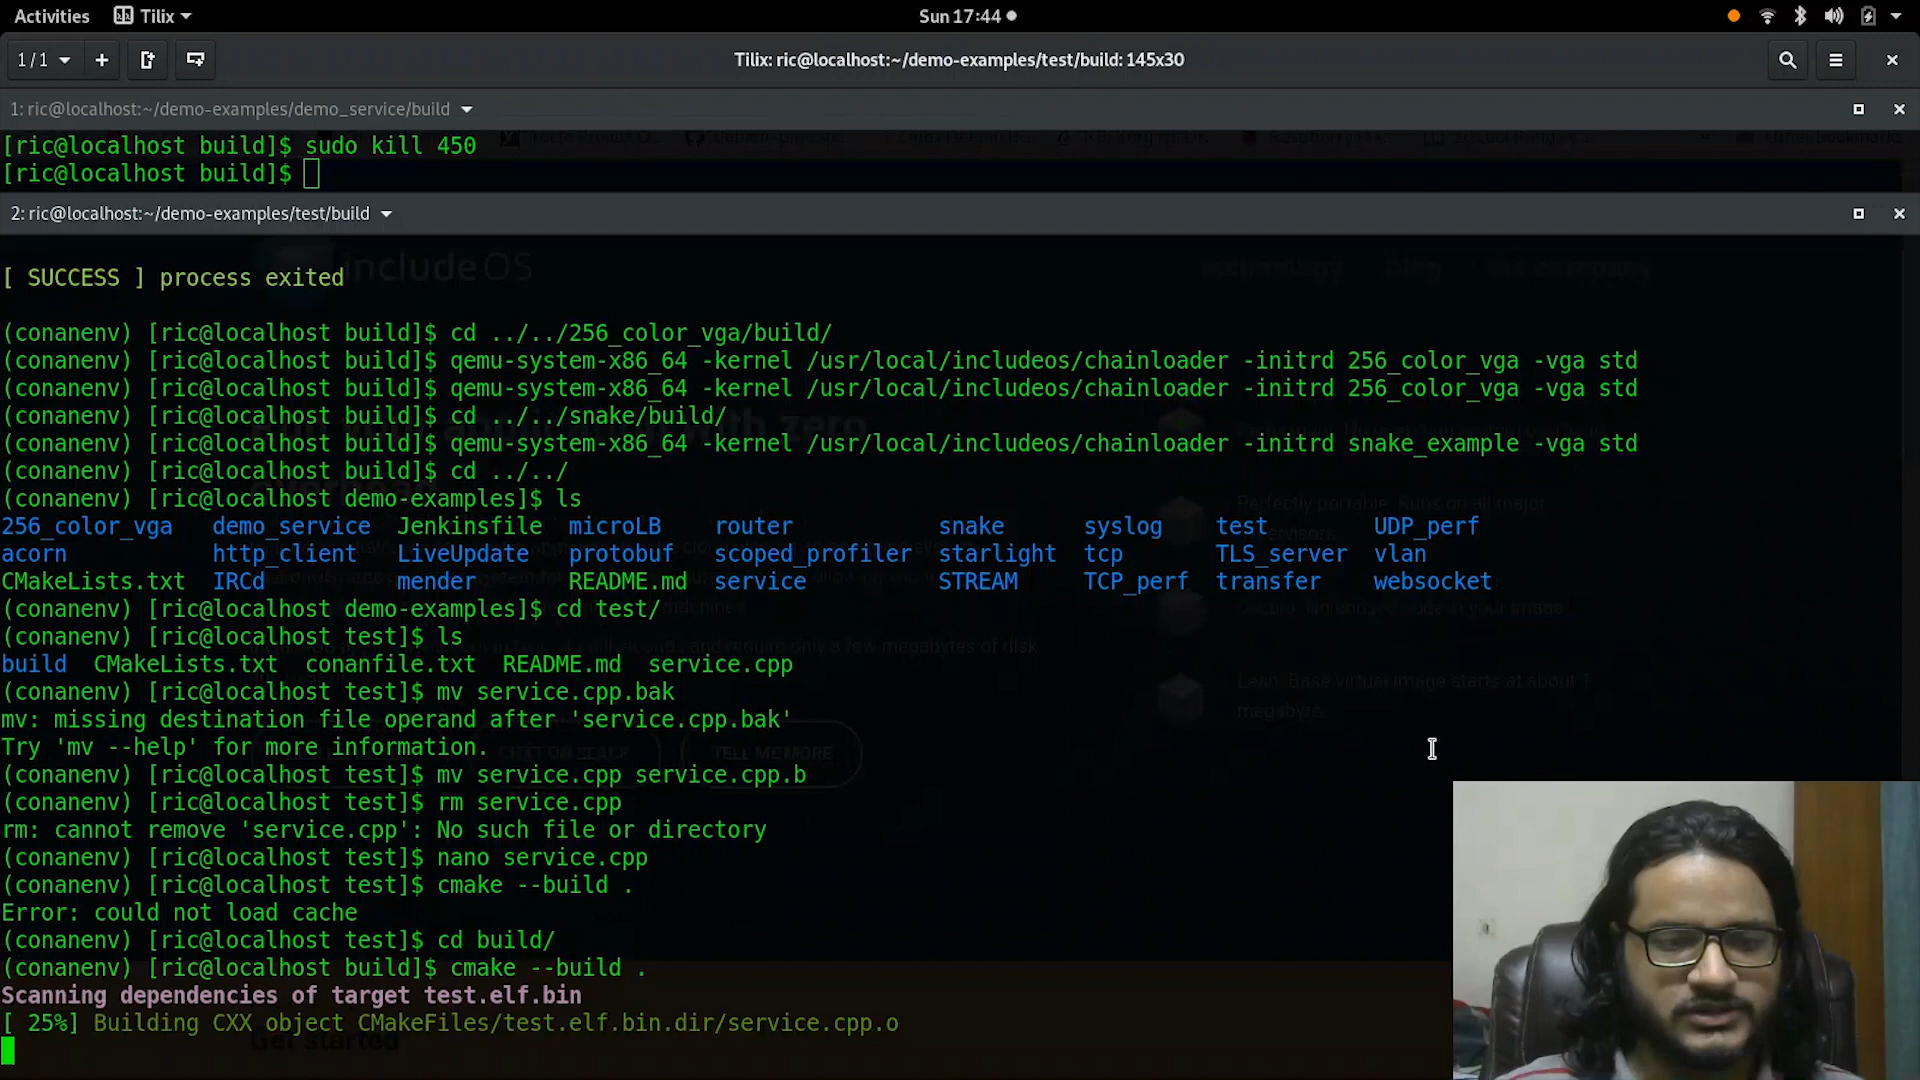 Activities Tilix Sun 17:44
1/1 Tilix: ric@localhost:~/demo-examples/test/build: 145x30
1: ric@localhost:~/demo-examples/demo_service/build
[ric@localhost build]$ sudo kill 450
[ric@localhost build]$
2: ric@localhost:~/demo-examples/test/build
includeOS
[ SUCCESS ] process exited
(conanenv) [ric@localhost build]$ cd ../../256_color_vga/build/
(conanenv) [ric@localhost build]$ qemu-system-x86_64 -kernel /usr/local/includeos/chainloader -initrd 256_color_vga -vga std
(conanenv) [ric@localhost build]$ qemu-system-x86_64 -kernel /usr/local/includeos/chainloader -initrd 256_color_vga -vga std
(conanenv) [ric@localhost build]$ cd ../../snake/build/
(conanenv) [ric@localhost build]$ qemu-system-x86_64 -kernel /usr/local/includeos/chainloader -initrd snake_example -vga std
(conanenv) [ric@localhost build]$ cd ../../
(conanenv) [ric@localhost demo-examples]$ ls
256_color_vga demo_service Jenkinsfile microLB router snake syslog test UDP_perf
acorn http_client LiveUpdate protobuf scoped_profiler starlight tcp TLS_server vlan
CMakeLists.txt IRCd mender README.md service STREAM TCP_perf transfer websocket
(conanenv) [ric@localhost demo-examples]$ cd test/
(conanenv) [ric@localhost test]$ ls
build CMakeLists.txt conanfile.txt README.md service.cpp
(conanenv) [ric@localhost test]$ mv service.cpp.bak
mv: missing destination file operand after 'service.cpp.bak'
Try 'mv --help' for more information.
(conanenv) [ric@localhost test]$ mv service.cpp service.cpp.b
(conanenv) [ric@localhost test]$ rm service.cpp
rm: cannot remove 'service.cpp': No such file or directory
(conanenv) [ric@localhost test]$ nano service.cpp
(conanenv) [ric@localhost test]$ cmake --build .
Error: could not load cache
(conanenv) [ric@localhost test]$ cd build/
(conanenv) [ric@localhost build]$ cmake --build .
Scanning dependencies of target test.elf.bin
[ 25%] Building CXX object CMakeFiles/test.elf.bin.dir/service.cpp.o
Get started